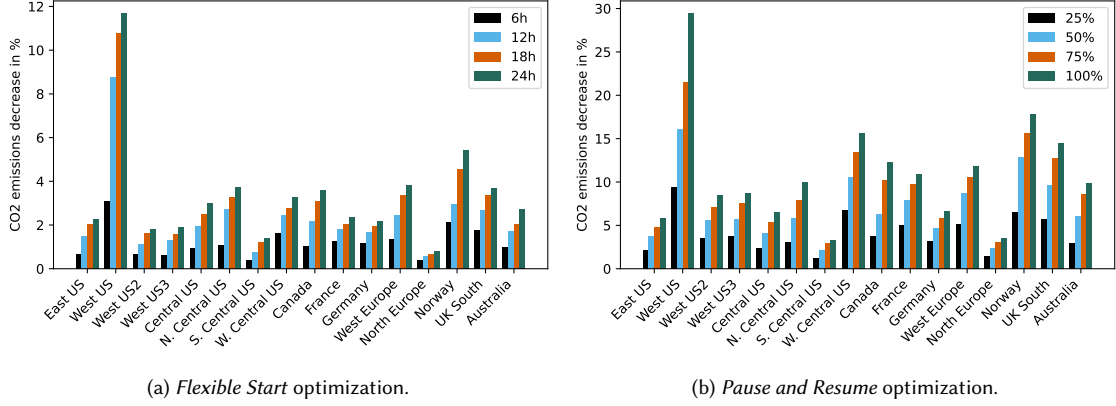 12
10
8
6
4
2
0
CO2 emissions decrease in %
6h
12h
18h
24h
East US
West US
West US2
West US3
Central US
N. Central US
S. Central US
W. Central US
Canada
France
Germany
West Europe
North Europe
Norway
UK South
Australia
(a) Flexible Start optimization.
30
25
20
15
10
5
0
CO2 emissions decrease in %
25%
50%
75%
100%
East US
West US
West US2
West US3
Central US
N. Central US
S. Central US
W. Central US
Canada
France
Germany
West Europe
North Europe
Norway
UK South
Australia
(b) Pause and Resume optimization.